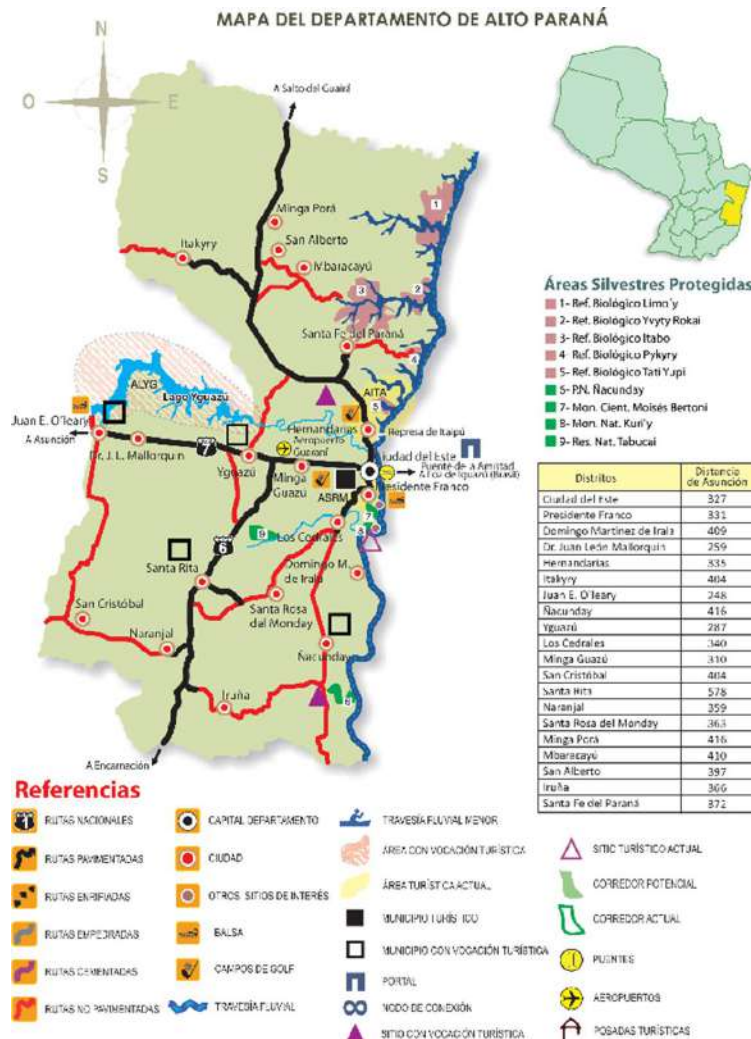 MAPA DEL DEPARTAMENTO DE ALTO PARANÁ
N
O
E
S
A Salto del Guairá
Minga Porá
San Alberto
Itakyry
Mbaracayú
Santa Fe del Paraná
1
2
3
4
5
ALYG
Lago Yguazú
AITA
Hernandarias
Represa de Itaipú
Juan E. O'leary
A Asunción
Dr. J. L. Mallorquin
7
Yguazú
Aeropuerto
Guaraní
Minga
Guazú
ASRM
Ciudad del Este
Puente de la Amistad
A Foz de Iguazú (Brasil)
Presidente Franco
6
9
Los Cedrales
7
8
Santa Rita
Domingo M.
de Irala
San Cristóbal
Santa Rosa
del Monday
Naranjal
Ñacunday
Iruña
6
A Encarnación
Áreas Silvestres Protegidas
1- Ref. Biológico Limo'y
2- Ref. Biológico Yvyty Rokai
3- Ref. Biológico Itabo
4- Ref. Biológico Pykyry
5- Ref. Biológico Tati Yupi
6- P.N. Ñacunday
7- Mon. Cient. Moisés Bertoni
8- Mon. Nat. Kuri'y
9- Res. Nat. Tabucai
Distritos Distancia de Asunción
Ciudad del Este 327
Presidente Franco 331
Domingo Martínez de Irala 409
Dr. Juan León Mallorquin 259
Hernandarias 335
Itakyry 404
Juan E. O'leary 248
Ñacunday 416
Yguazú 287
Los Cedrales 340
Minga Guazú 310
San Cristóbal 404
Santa Rita 578
Naranjal 359
Santa Rosa del Monday 363
Minga Porá 416
Mbaracayú 410
San Alberto 397
Iruña 366
Santa Fe del Paraná 372
Referencias
RUTAS NACIONALES
RUTAS PAVIMENTADAS
RUTAS ENRIPIADAS
RUTAS EMPEDRADAS
RUTAS CEMENTADAS
RUTAS NO PAVIMENTADAS
CAPITAL DEPARTAMENTO
CIUDAD
OTROS SITIOS DE INTERÉS
BALSA
CAMPOS DE GOLF
TRAVESÍA FLUVIAL
TRAVESÍA FLUVIAL MENOR
ÁREA CON VOCACIÓN TURÍSTICA
ÁREA TURÍSTICA ACTUAL
MUNICIPIO TURÍSTICO
MUNICIPIO CON VOCACIÓN TURÍSTICA
PORTAL
NODO DE CONEXIÓN
SITIO CON VOCACIÓN TURÍSTICA
SITIO TURÍSTICO ACTUAL
CORREDOR POTENCIAL
CORREDOR ACTUAL
PUENTES
AEROPUERTOS
POSADAS TURÍSTICAS